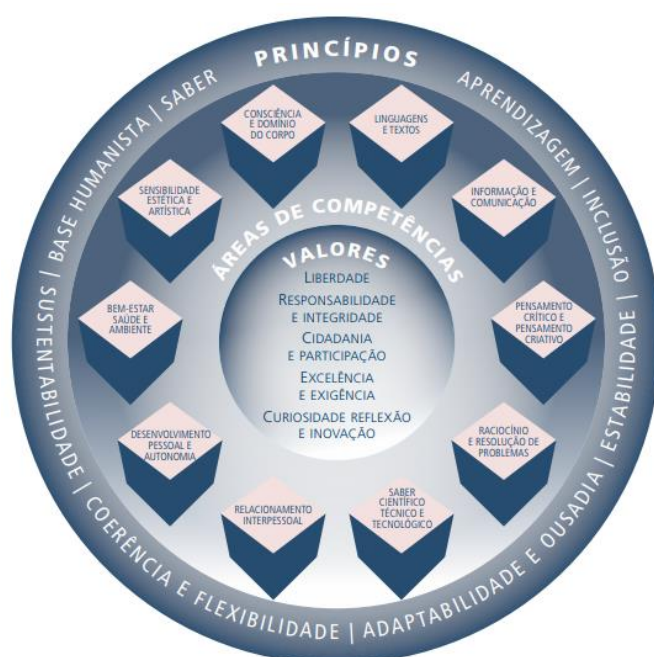 PRINCÍPIOS
BASE HUMANISTA | SABER
APRENDIZAGEM | INCLUSÃO
ESTABILIDADE |
ADAPTABILIDADE E OUSADIA |
COERÊNCIA E FLEXIBILIDADE |
SUSTENTABILIDADE |
CONSCIÊNCIA
E DOMÍNIO
DO CORPO
LINGUAGENS
E TEXTOS
SENSIBILIDADE
ESTÉTICA E
ARTÍSTICA
INFORMAÇÃO E
COMUNICAÇÃO
BEM-ESTAR
SAÚDE E
AMBIENTE
PENSAMENTO
CRÍTICO E
PENSAMENTO
CRIATIVO
DESENVOLVIMENTO
PESSOAL E
AUTONOMIA
RACIOCÍNIO
E RESOLUÇÃO DE
PROBLEMAS
RELACIONAMENTO
INTERPESSOAL
SABER
CIENTÍFICO
TÉCNICO E
TECNOLÓGICO
ÁREAS DE COMPETÊNCIAS
VALORES
LIBERDADE
RESPONSABILIDADE
E INTEGRIDADE
CIDADANIA
E PARTICIPAÇÃO
EXCELÊNCIA
E EXIGÊNCIA
CURIOSIDADE REFLEXÃO
E INOVAÇÃO